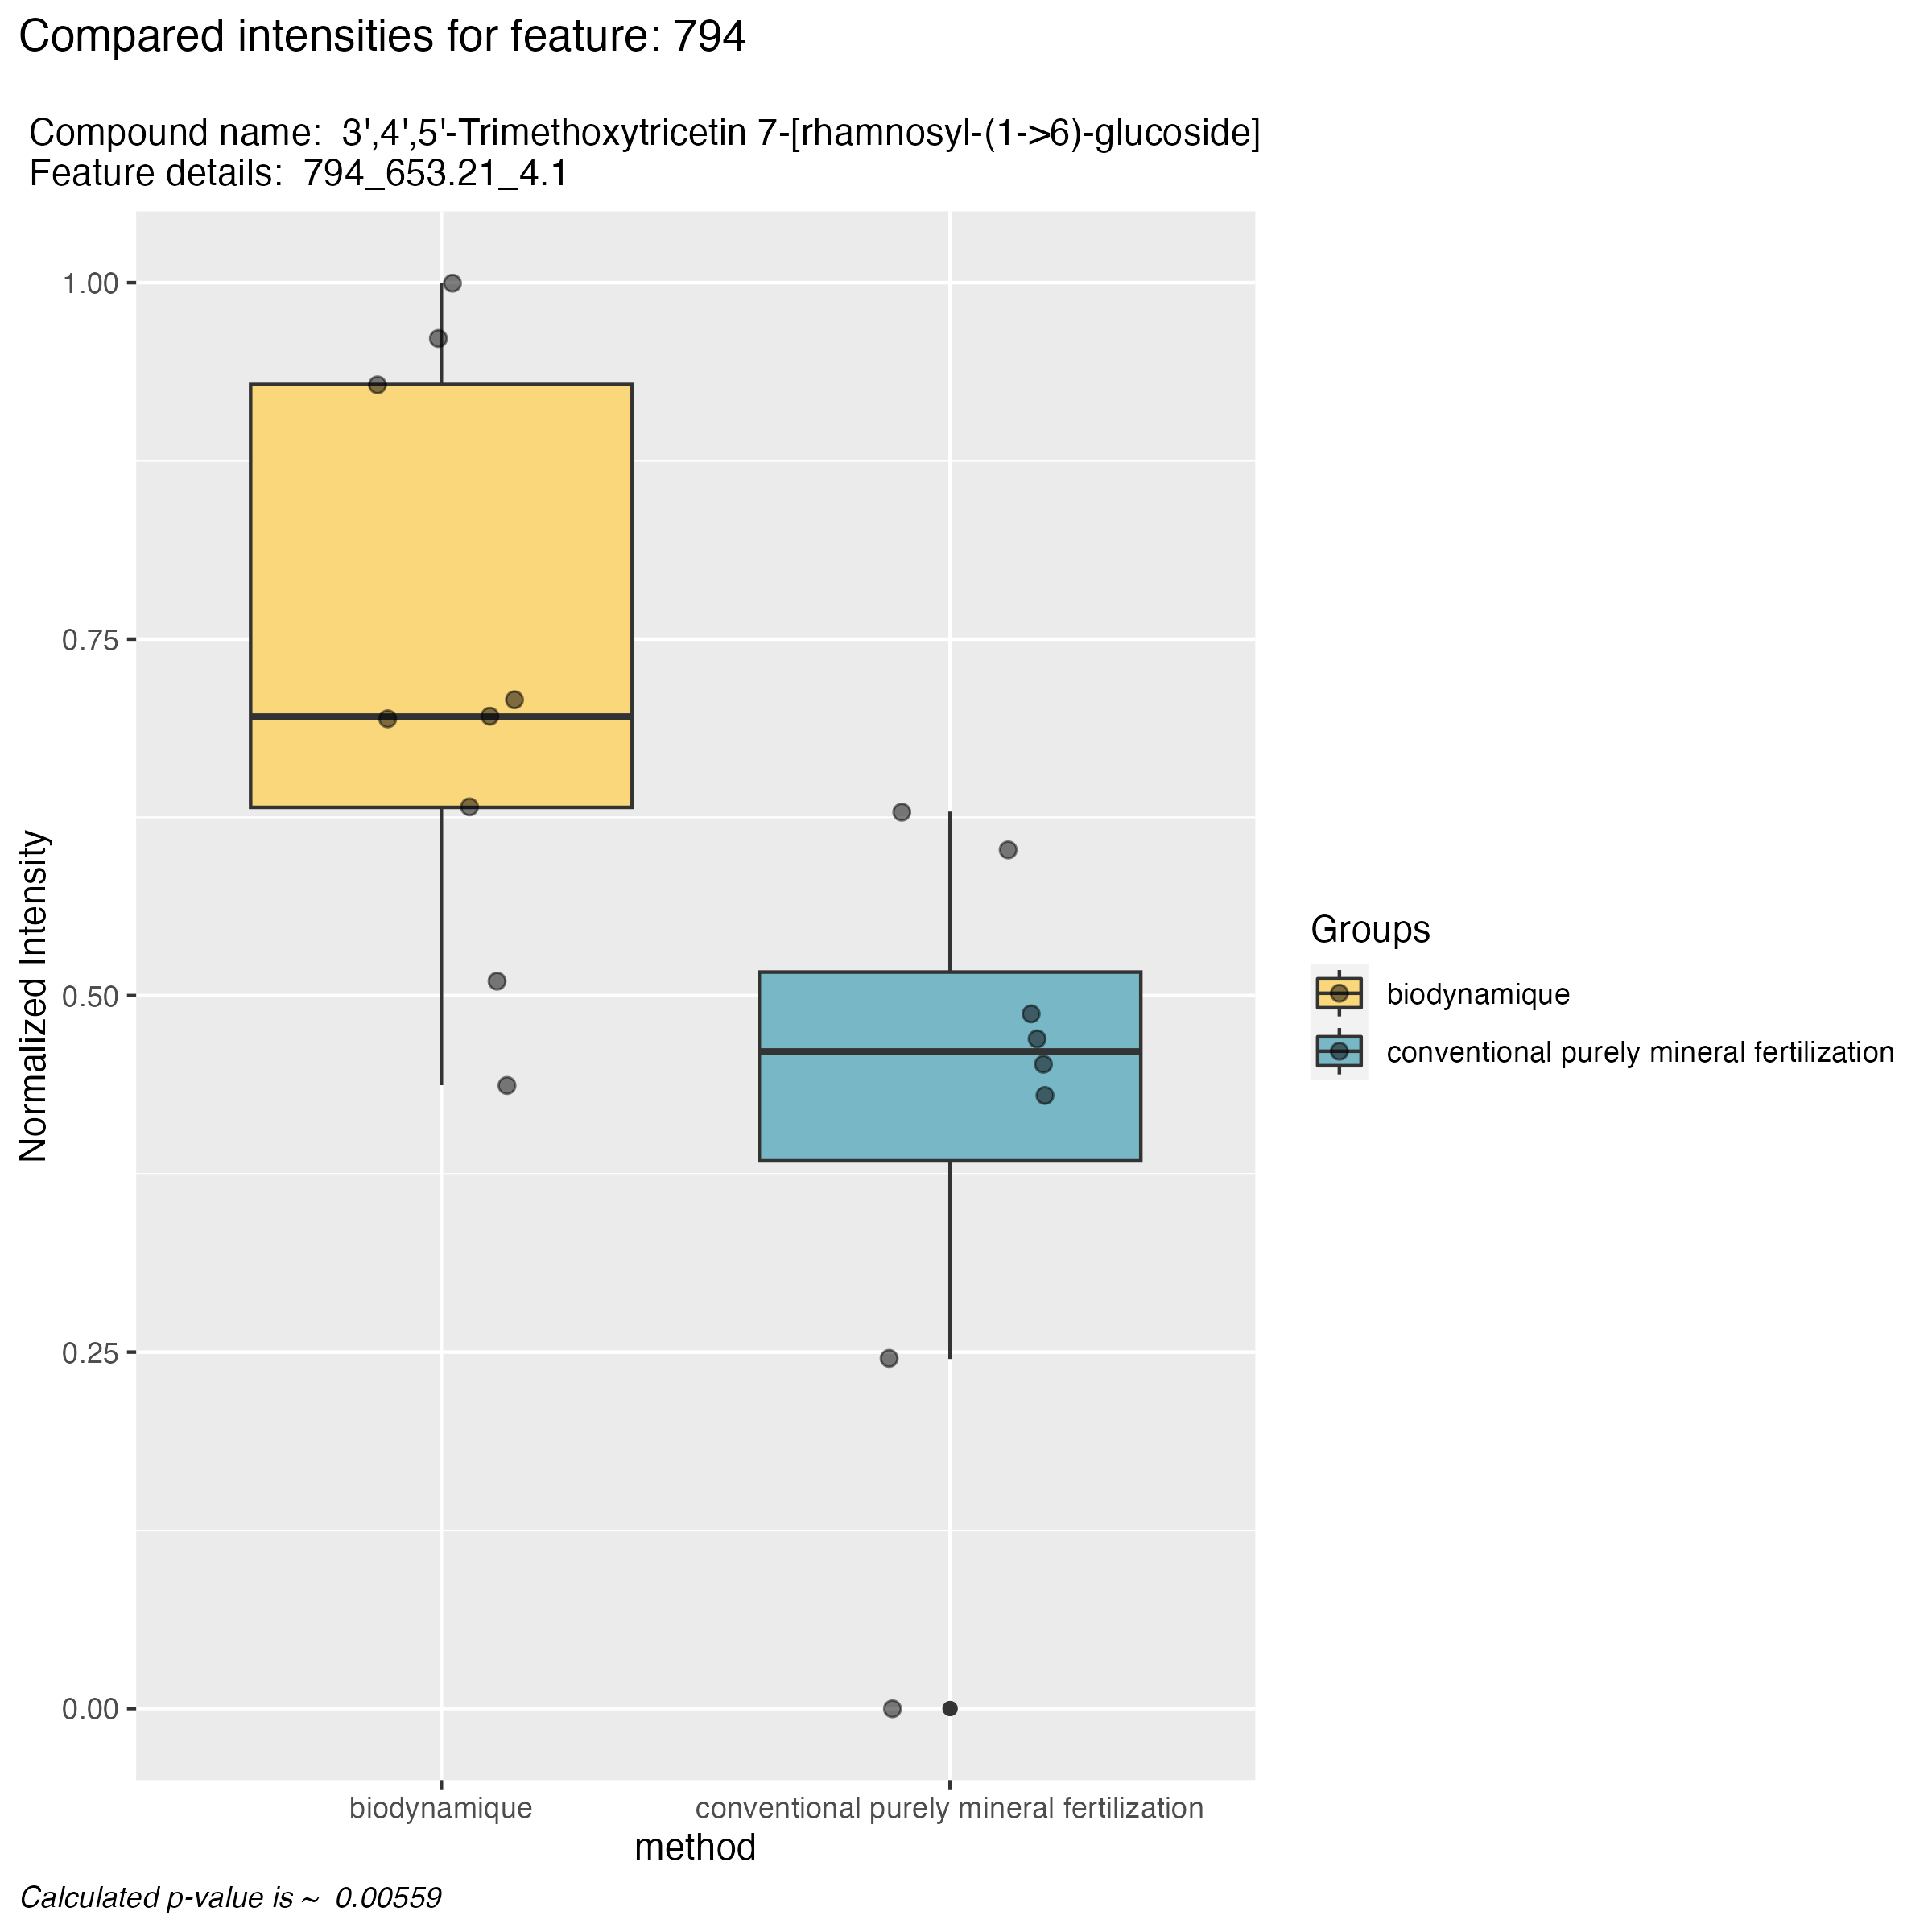 Compared intensities for feature: 794
Compound name:  3',4',5'-Trimethoxytricetin 7-[rhamnosyl-(1->6)-glucoside]
Feature details:  794_653.21_4.1
Normalized Intensity
1.00
0.75
0.50
0.25
0.00
biodynamique
conventional purely mineral fertilization
method
Groups
biodynamique
conventional purely mineral fertilization
Calculated p-value is ~  0.00559